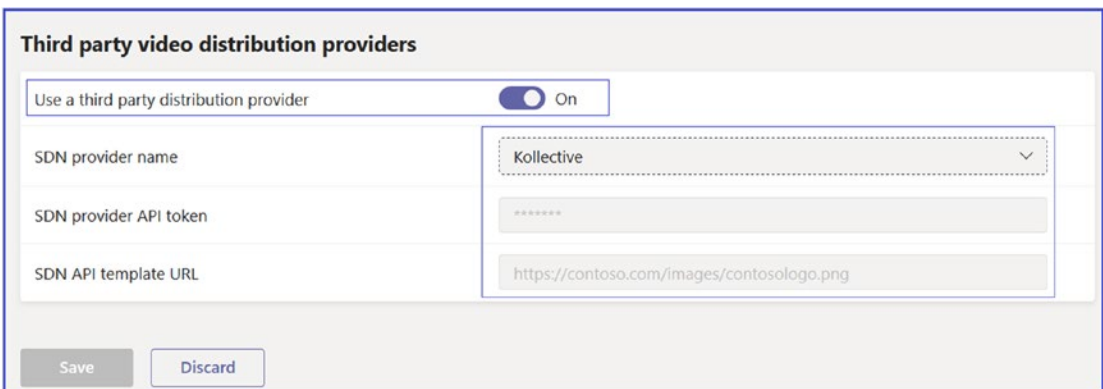 Third party video distribution providers
Use a third party distribution provider On
SDN provider name Kollective
SDN provider API token *******
SDN API template URL https://contoso.com/images/contosologo.png
Save Discard